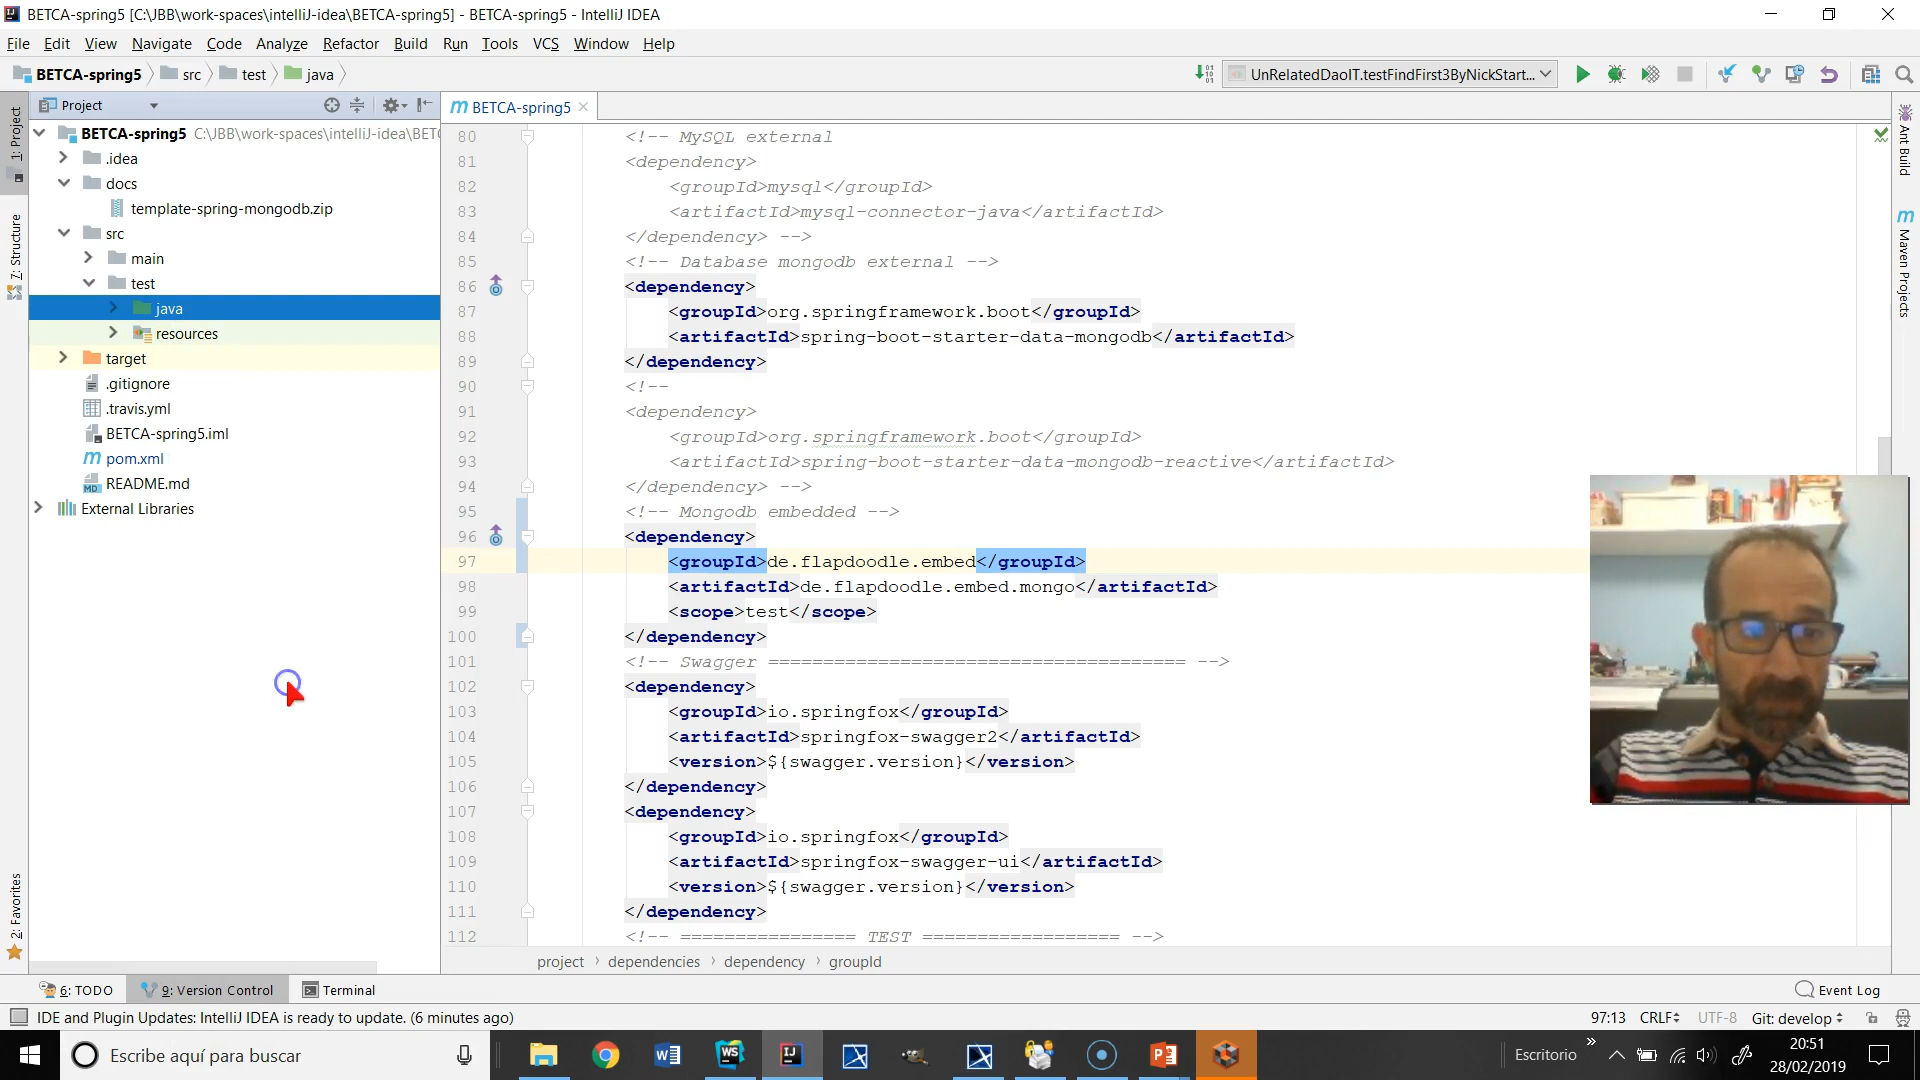 BETCA-spring5 [C:\JBB\work-spaces\intelliJ-idea\BETCA-spring5] - BETCA-spring5 - IntelliJ IDEA
File Edit View Navigate Code Analyze Refactor Build Run Tools VCS Window Help
BETCA-spring5 src test java
UnRelatedDaoIT.testFindFirst3ByNickStart...
Project
BETCA-spring5
1: Project
7: Structure
2: Favorites
BETCA-spring5 C:\JBB\work-spaces\intelliJ-idea\BET
.idea
docs
template-spring-mongodb.zip
src
main
test
java
resources
target
.gitignore
.travis.yml
BETCA-spring5.iml
pom.xml
README.md
External Libraries
80 <!-- MySQL external
81 <dependency>
82 <groupId>mysql</groupId>
83 <artifactId>mysql-connector-java</artifactId>
84 </dependency> -->
85 <!-- Database mongodb external -->
86 <dependency>
87 <groupId>org.springframework.boot</groupId>
88 <artifactId>spring-boot-starter-data-mongodb</artifactId>
89 </dependency>
90 <!--
91 <dependency>
92 <groupId>org.springframework.boot</groupId>
93 <artifactId>spring-boot-starter-data-mongodb-reactive</artifactId>
94 </dependency> -->
95 <!-- Mongodb embedded -->
96 <dependency>
97 <groupId>de.flapdoodle.embed</groupId>
98 <artifactId>de.flapdoodle.embed.mongo</artifactId>
99 <scope>test</scope>
100 </dependency>
101 <!-- Swagger ====================================== -->
102 <dependency>
103 <groupId>io.springfox</groupId>
104 <artifactId>springfox-swagger2</artifactId>
105 <version>${swagger.version}</version>
106 </dependency>
107 <dependency>
108 <groupId>io.springfox</groupId>
109 <artifactId>springfox-swagger-ui</artifactId>
110 <version>${swagger.version}</version>
111 </dependency>
112 <!-- ================ TEST ================== -->
project › dependencies › dependency › groupId
Ant Build
Maven Projects
6: TODO 9: Version Control Terminal Event Log
IDE and Plugin Updates: IntelliJ IDEA is ready to update. (6 minutes ago) 97:13 CRLF UTF-8 Git: develop
Escribe aquí para buscar
Escritorio
20:51
28/02/2019